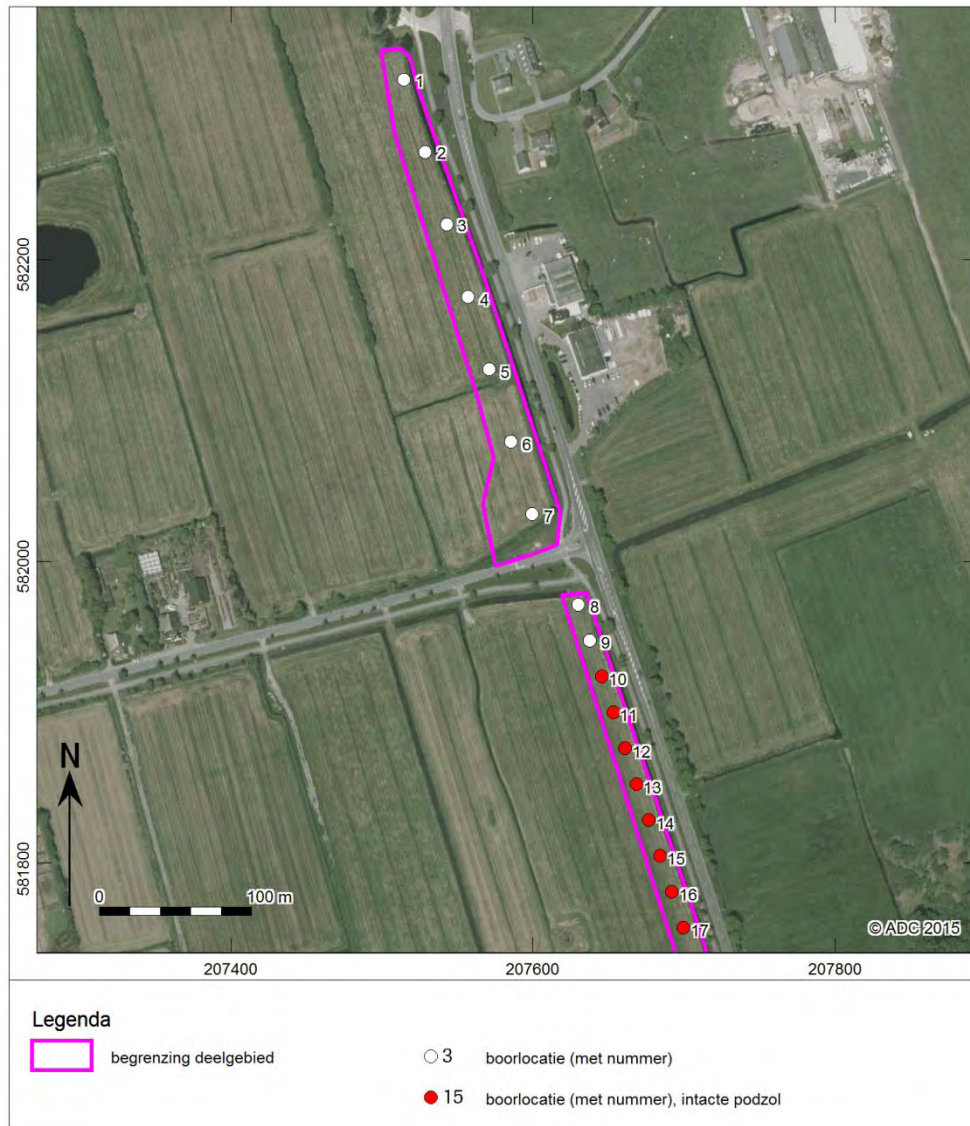 1
2
3
582200
4
5
6
7
582000
8
9
10
11
12
13
14
15
16
17
N
0 100 m
581800
© ADC 2015
207400 207600 207800
Legenda
begrenzing deelgebied
3 boorlocatie (met nummer)
15 boorlocatie (met nummer), intacte podzol